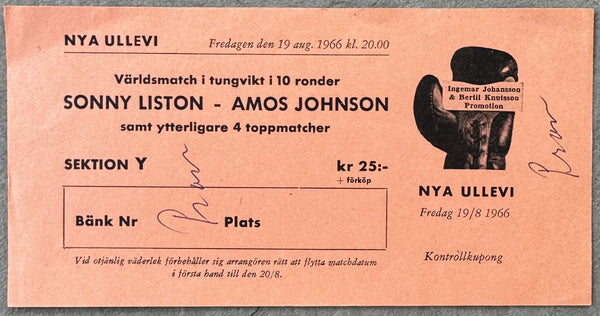 NYA ULLEVI
Fredagen den 19 aug. 1966 kl. 20.00
Världsmatch i tungvikt i 10 ronder
SONNY LISTON - AMOS JOHNSON
samt ytterligare 4 toppmatcher
SEKTION Y
kr 25:-
+ förköp
Bänk Nr
Plats
Vid otjänlig väderlek förbehåller sig arrangören rätt att flytta matchdatum
i första hand till den 20/8.
Ingemar Johansson
& Bertil Knutsson
Promotion
NYA ULLEVI
Fredag 19/8 1966
Kontrollkupong